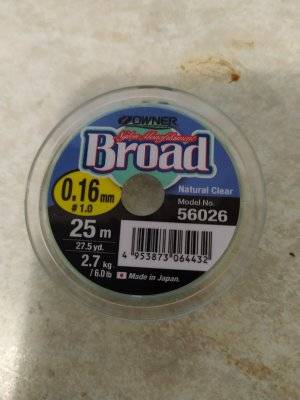 OWNER
Nylon Monofilament
Broad
Natural Clear
0.16mm
#1.0
Model No.
56026
25 m
27.5 yd.
2.7 kg
/ 6.0 lb
4 953873 064432
Made in Japan.